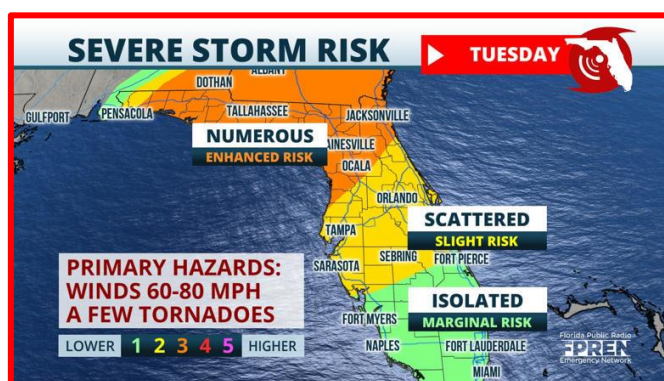 SEVERE STORM RISK
TUESDAY
ALBANY
DOTHAN
GULFPORT
PENSACOLA
TALLAHASSEE
JACKSONVILLE
NUMEROUS
ENHANCED RISK
AINESVILLE
OCALA
ORLANDO
TAMPA
SCATTERED
SLIGHT RISK
SARASOTA
SEBRING
FORT PIERCE
PRIMARY HAZARDS:
WINDS 60-80 MPH
A FEW TORNADOES
ISOLATED
MARGINAL RISK
FORT MYERS
NAPLES
FORT LAUDERDALE
MIAMI
LOWER 1 2 3 4 5 HIGHER
Florida Public Radio
FPREN
Emergency Network